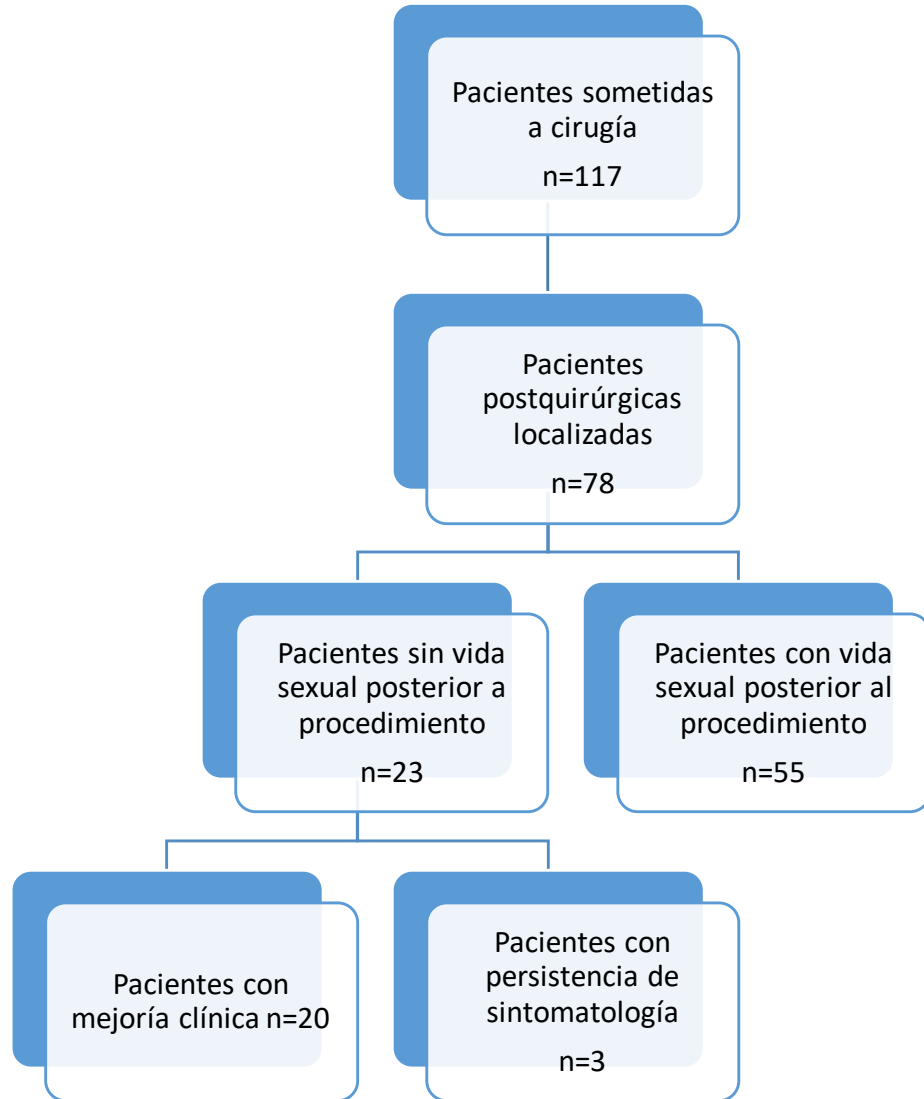 Pacientes sometidas
a cirugía
n=117
Pacientes
postquirúrgicas
localizadas
n=78
Pacientes sin vida
sexual posterior a
procedimiento
n=23
Pacientes con vida
sexual posterior al
procedimiento
n=55
Pacientes con
mejoría clínica n=20
Pacientes con
persistencia de
sintomatología
n=3